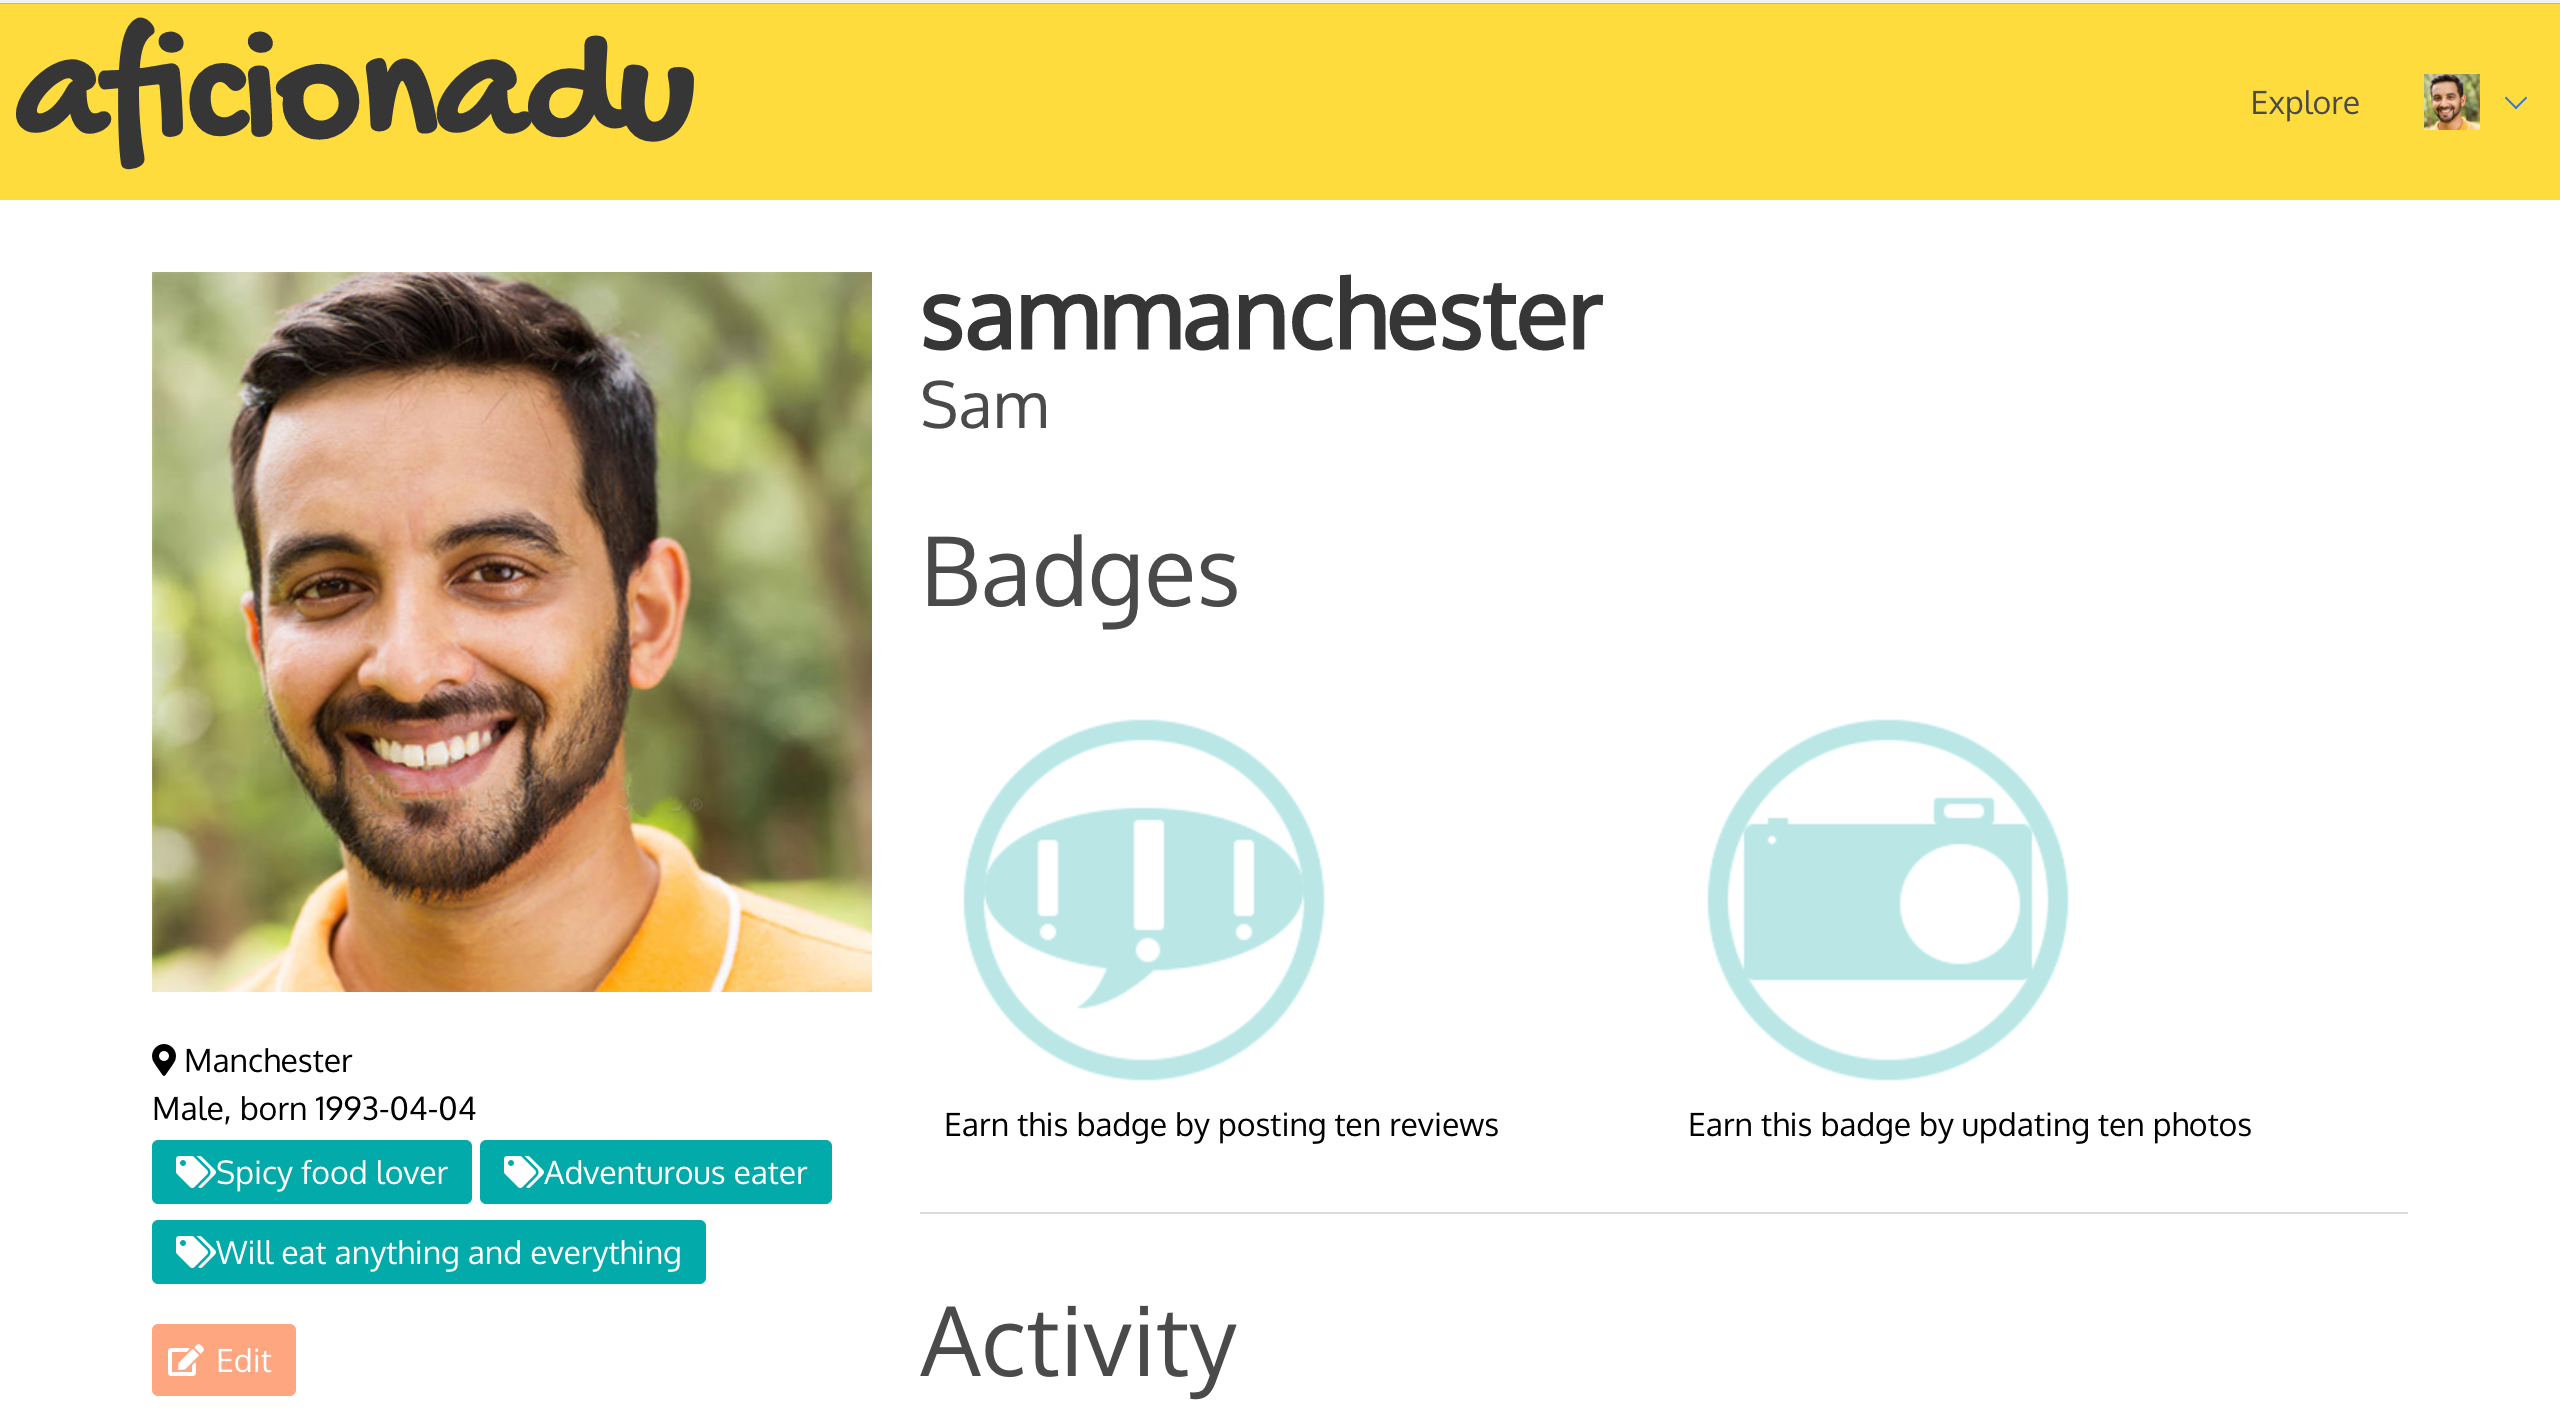 aficionadu
Explore
sammanchester
Sam
Badges
Earn this badge by posting ten reviews
Earn this badge by updating ten photos
Manchester
Male, born 1993-04-04
Spicy food lover
Adventurous eater
Will eat anything and everything
Edit
Activity